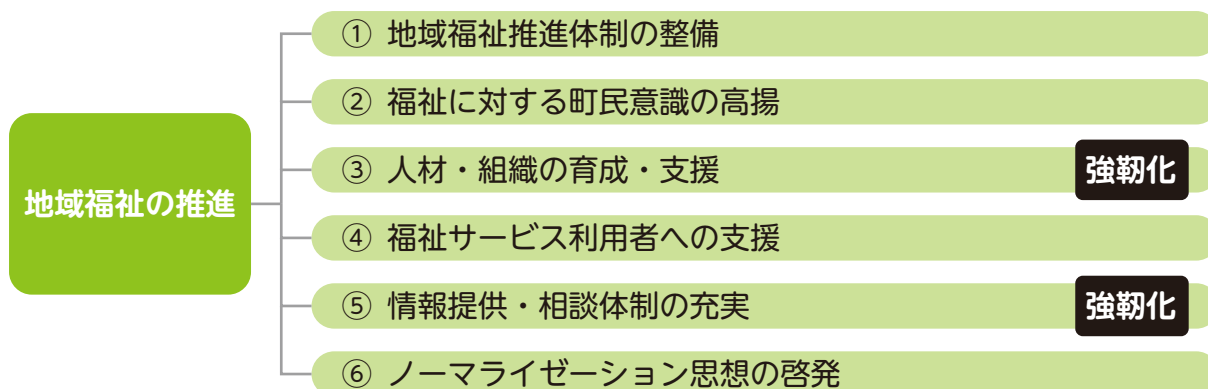 地域福祉の推進
① 地域福祉推進体制の整備
② 福祉に対する町民意識の高揚
③ 人材・組織の育成・支援 強靭化
④ 福祉サービス利用者への支援
⑤ 情報提供・相談体制の充実 強靭化
⑥ ノーマライゼーション思想の啓発